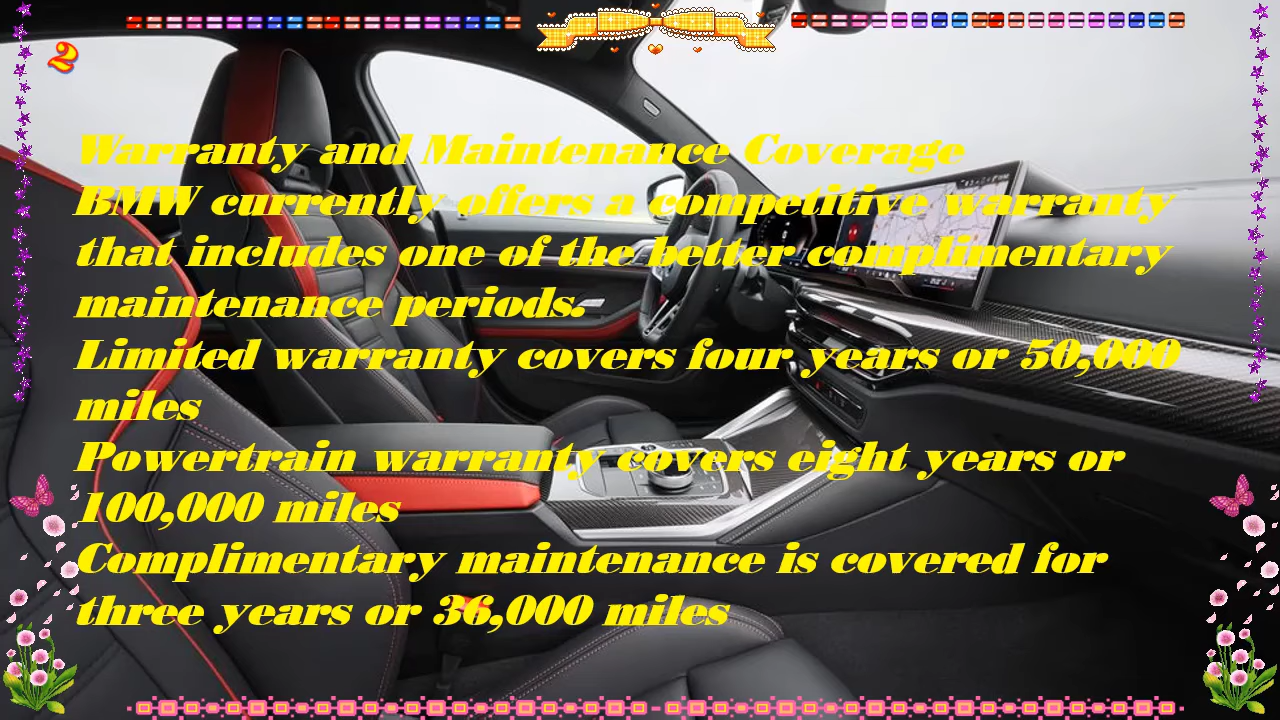 2
Warranty and Maintenance Coverage
BMW currently offers a competitive warranty
that includes one of the better complimentary
maintenance periods.
Limited warranty covers four years or 50,000
miles
Powertrain warranty covers eight years or
100,000 miles
Complimentary maintenance is covered for
three years or 36,000 miles